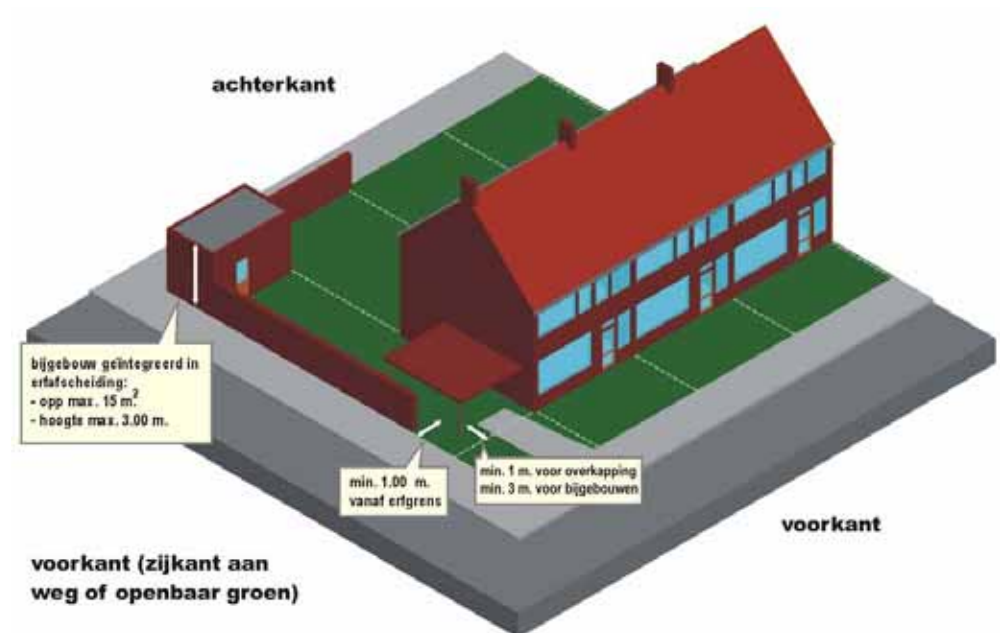 achterkant
bijgebouw geïntegreerd in
erfafscheiding:
- opp max. 15 m²
- hoogte max. 3.00 m.
min. 1.00 m.
vanaf erfgrens
min. 1 m. voor overkapping
min. 3 m. voor bijgebouwen
voorkant
voorkant (zijkant aan
weg of openbaar groen)